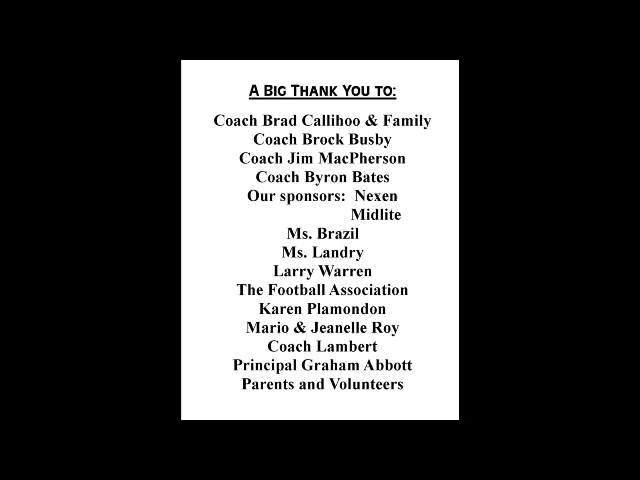 A Big Thank You to:
Coach Brad Callihoo & Family
Coach Brock Busby
Coach Jim MacPherson
Coach Byron Bates
Our sponsors: Nexen
Midlite
Ms. Brazil
Ms. Landry
Larry Warren
The Football Association
Karen Plamondon
Mario & Jeanelle Roy
Coach Lambert
Principal Graham Abbott
Parents and Volunteers